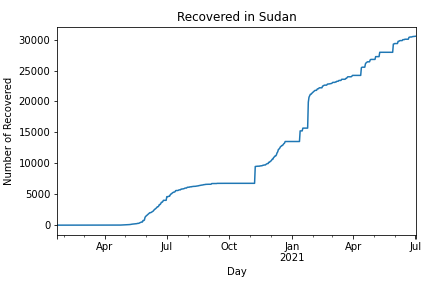 Recovered in Sudan
Number of Recovered
30000
25000
20000
15000
10000
5000
0
Apr Jul Oct Jan Apr Jul
2021
Day